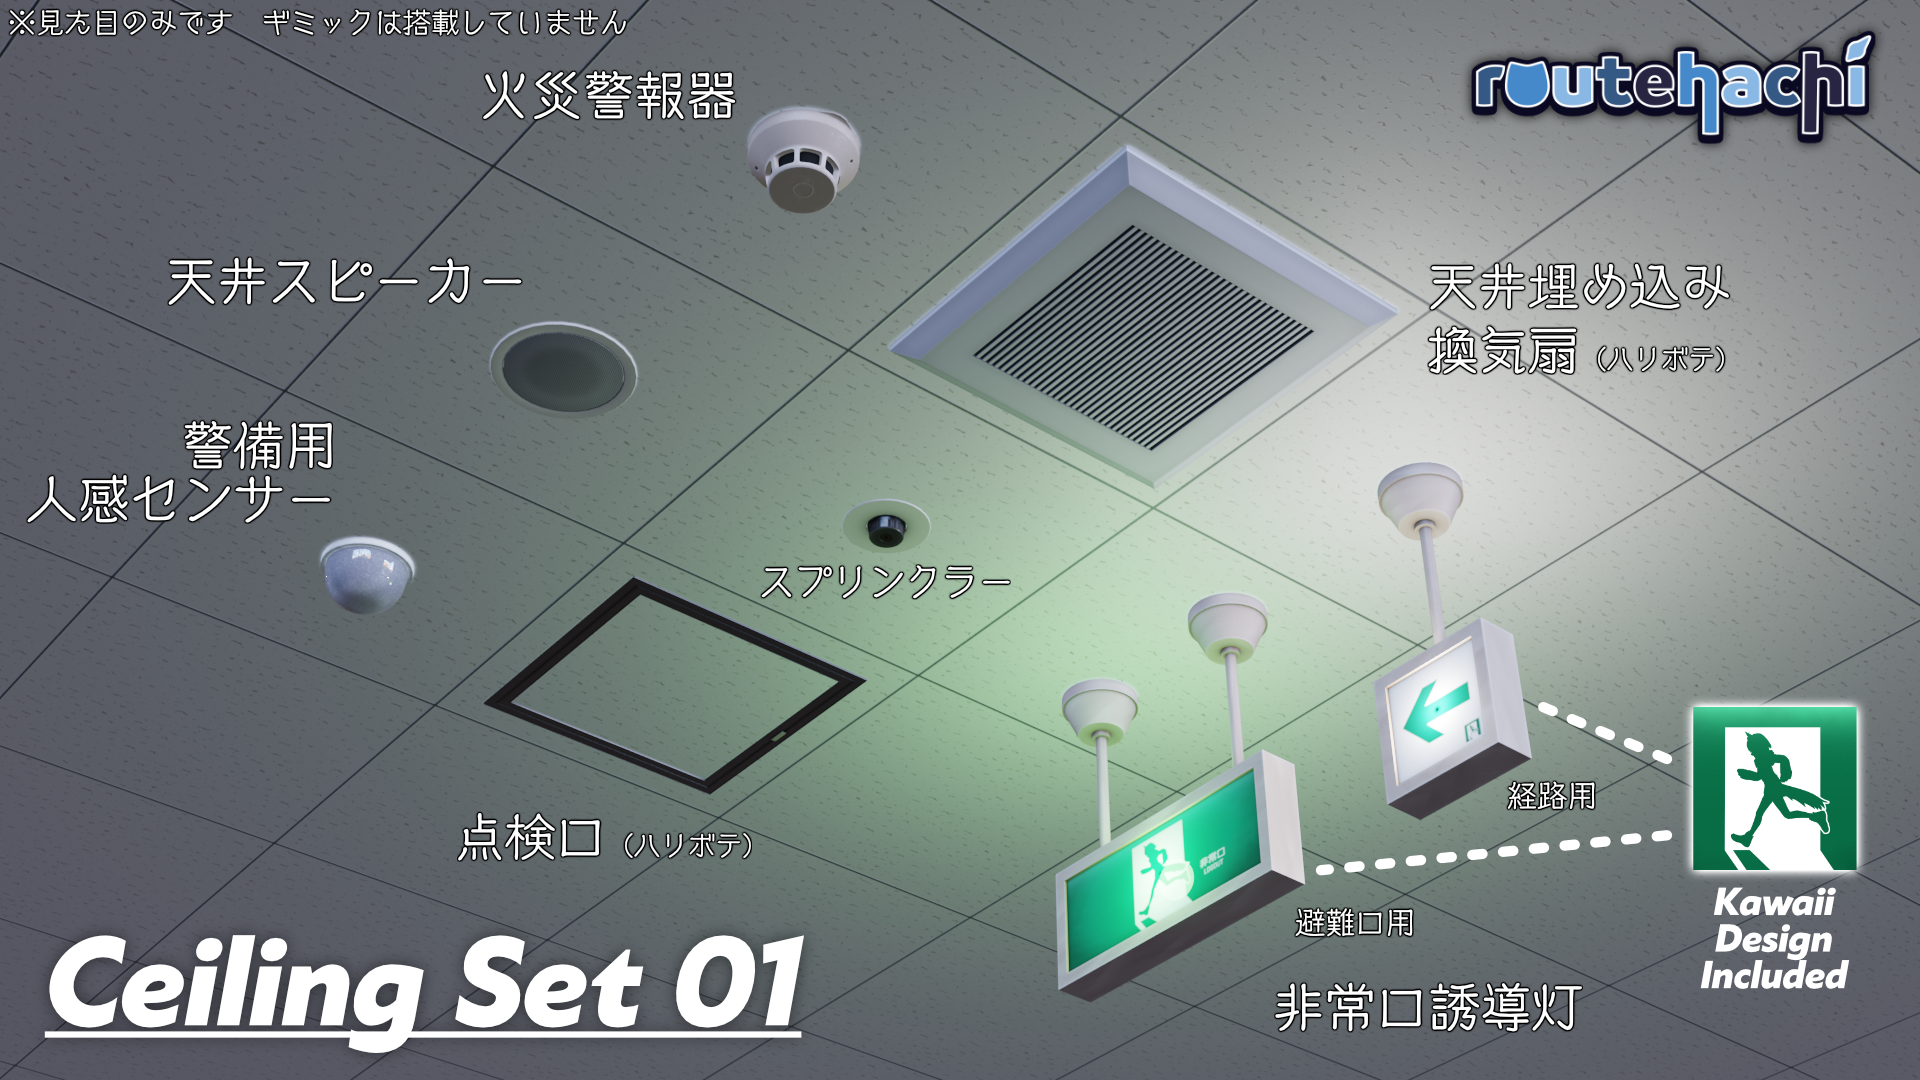 ※見た目のみです　ギミックは搭載していません
routehachi
火災警報器
天井スピーカー
天井埋め込み
換気扇（ハリボテ）
警備用
人感センサー
スプリンクラー
経路用
点検口（ハリボテ）
非常口
避難口用
非常口誘導灯
Kawaii
Design
Included
Ceiling Set 01